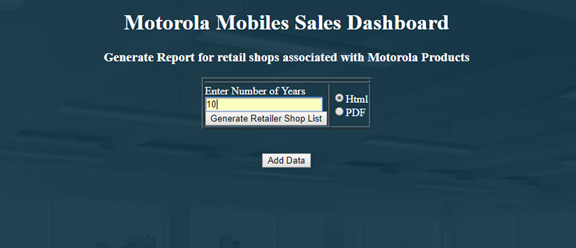 Motorola Mobiles Sales Dashboard
Generate Report for retail shops associated with Motorola Products
Enter Number of Years
10
Generate Retailer Shop List
Html
PDF
Add Data